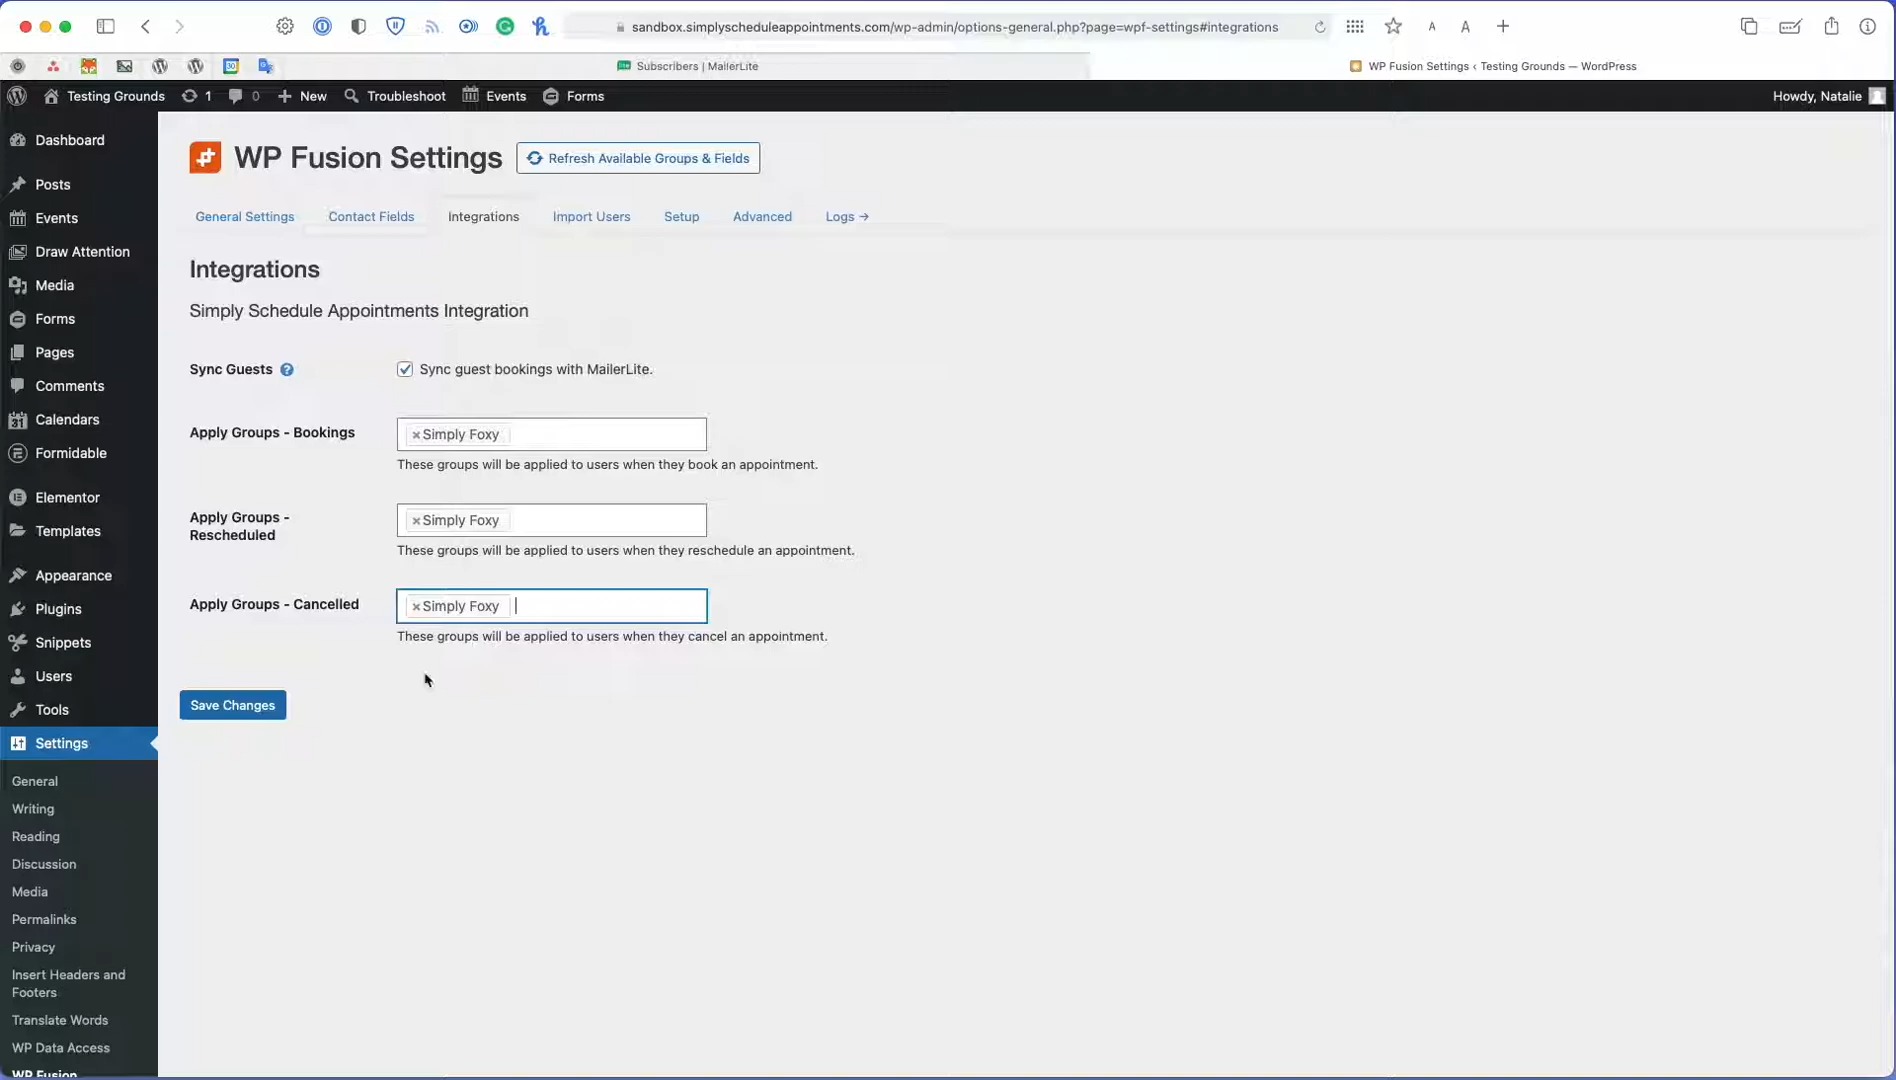 sandbox.simplyscheduleappointments.com/wp-admin/options-general.php?page=wpf-settings#integrations
A A
Subscribers | MailerLite
WP Fusion Settings ‹ Testing Grounds — WordPress
Testing Grounds 1 0 New Troubleshoot Events Forms Howdy, Natalie
Dashboard
Posts
Events
Draw Attention
Media
Forms
Pages
Comments
Calendars
Formidable
Elementor
Templates
Appearance
Plugins
Snippets
Users
Tools
Settings
General
Writing
Reading
Discussion
Media
Permalinks
Privacy
Insert Headers and
Footers
Translate Words
WP Data Access
WP Fusion
WP Fusion Settings Refresh Available Groups & Fields
General Settings Contact Fields Integrations Import Users Setup Advanced Logs →
Integrations
Simply Schedule Appointments Integration
Sync Guests ? Sync guest bookings with MailerLite.
Apply Groups - Bookings ×Simply Foxy
These groups will be applied to users when they book an appointment.
Apply Groups -
Rescheduled
×Simply Foxy
These groups will be applied to users when they reschedule an appointment.
Apply Groups - Cancelled ×Simply Foxy
These groups will be applied to users when they cancel an appointment.
Save Changes